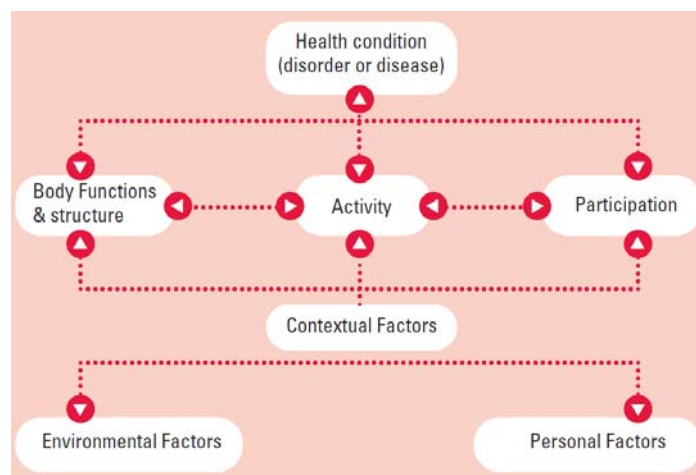 Health condition
(disorder or disease)
Body Functions
& structure
Activity
Participation
Contextual Factors
Environmental Factors
Personal Factors